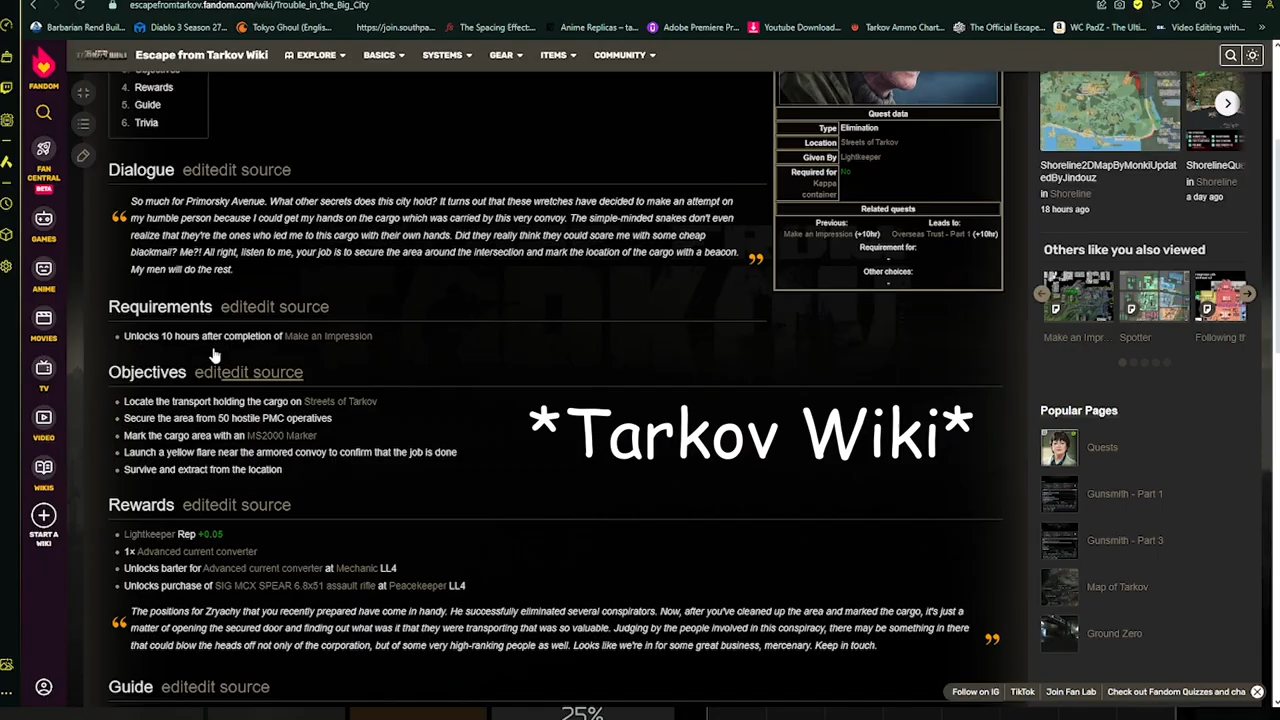 escapefromtarkov.fandom.com/wiki/Trouble_in_the_Big_City
Barbarian Rend Buil...
Diablo 3 Season 27...
Tokyo Ghoul (Englis...
https://join.southpa...
The Spacing Effect:...
Anime Replicas – ta...
Adobe Premiere Pr...
Youtube Download...
Tarkov Ammo Chart...
The Official Escape...
WC PadZ – The Ulti...
Video Editing with...
FANDOM
FAN CENTRAL
BETA
GAMES
ANIME
MOVIES
TV
VIDEO
WIKIS
START A WIKI
Escape from Tarkov Wiki
EXPLORE
BASICS
SYSTEMS
GEAR
ITEMS
COMMUNITY
3. Objectives
4. Rewards
5. Guide
6. Trivia
Dialogue editedit source
So much for Primorsky Avenue. What other secrets does this city hold? It turns out that these wretches have decided to make an attempt on
my humble person because I could get my hands on the cargo which was carried by this very convoy. The simple-minded snakes don't even
realize that they're the ones who led me to this cargo with their own hands. Did they really think they could scare me with some cheap
blackmail? Me?! All right, listen to me, your job is to secure the area around the intersection and mark the location of the cargo with a beacon.
My men will do the rest.
Requirements editedit source
Unlocks 10 hours after completion of Make an Impression
Objectives editedit source
Locate the transport holding the cargo on Streets of Tarkov
Secure the area from 50 hostile PMC operatives
Mark the cargo area with an MS2000 Marker
Launch a yellow flare near the armored convoy to confirm that the job is done
Survive and extract from the location
*Tarkov Wiki*
Rewards editedit source
Lightkeeper Rep +0.05
1× Advanced current converter
Unlocks barter for Advanced current converter at Mechanic LL4
Unlocks purchase of SIG MCX SPEAR 6.8x51 assault rifle at Peacekeeper LL4
The positions for Zryachy that you recently prepared have come in handy. He successfully eliminated several conspirators. Now, after you've cleaned up the area and marked the cargo, it's just a
matter of opening the secured door and finding out what was it that they were transporting that was so valuable. Judging by the people involved in this conspiracy, there may be something in there
that could blow the heads off not only of the corporation, but of some very high-ranking people as well. Looks like we're in for some great business, mercenary. Keep in touch.
Guide editedit source
Quest data
Type Elimination
Location Streets of Tarkov
Given By Lightkeeper
Required for No
Kappa
container
Related quests
Previous: Leads to:
Make an Impression (+10hr) Overseas Trust - Part 1 (+10hr)
Requirement for:
-
Other choices:
-
Shoreline2DMapByMonkiUpdat
edByJindouz
in Shoreline
18 hours ago
ShorelineQue
in Shoreline
a day ago
Others like you also viewed
Make an Impr...
Spotter
Following th
Popular Pages
Quests
Gunsmith - Part 1
Gunsmith - Part 3
Map of Tarkov
Ground Zero
Follow on IG
TikTok
Join Fan Lab
Check out Fandom Quizzes and cha
25%